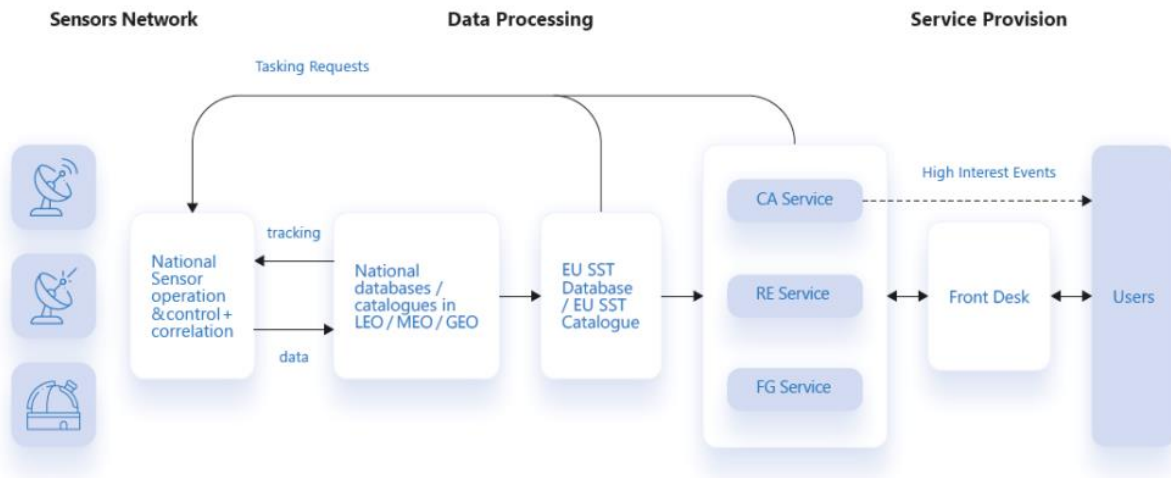 Sensors Network
Data Processing
Service Provision
Tasking Requests
High Interest Events
CA Service
tracking
National
Sensor
operation
&control+
correlation
National
databases /
catalogues in
LEO / MEO / GEO
EU SST
Database
/ EU SST
Catalogue
RE Service
Front Desk
Users
data
FG Service